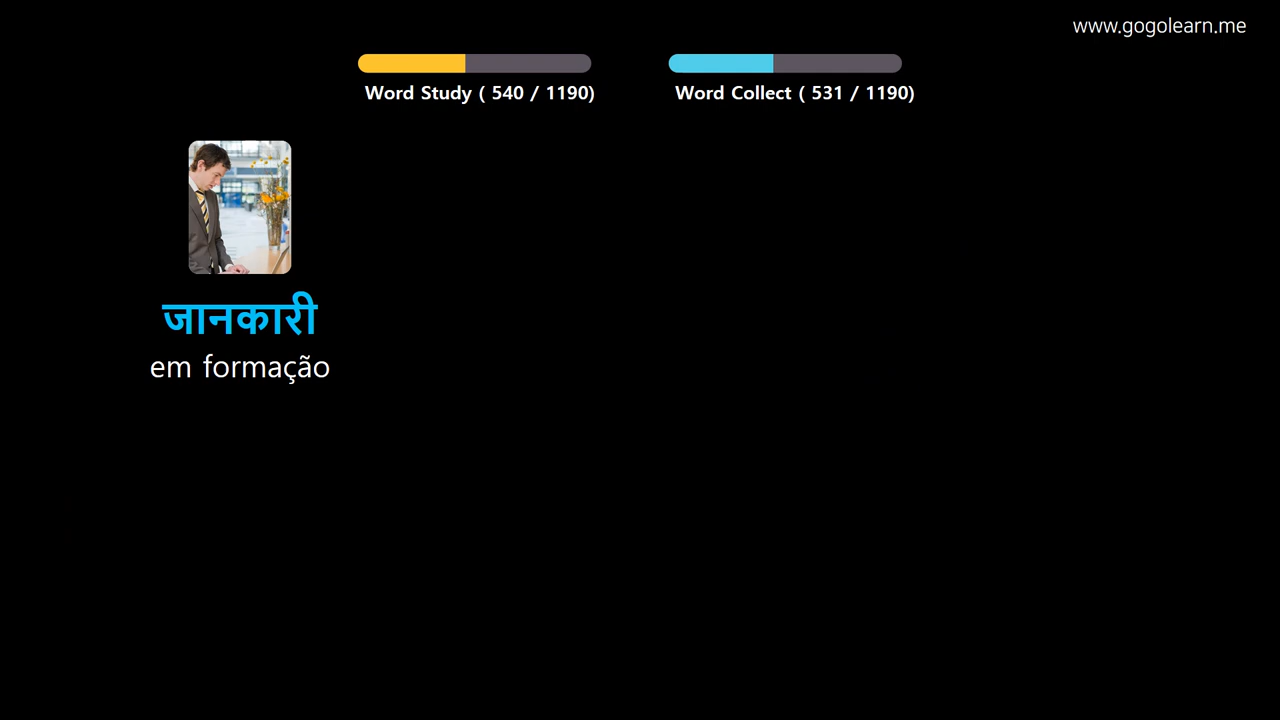 www.gogolearn.me
Word Study ( 540 / 1190)
Word Collect ( 531 / 1190)
जानकारी
em formação